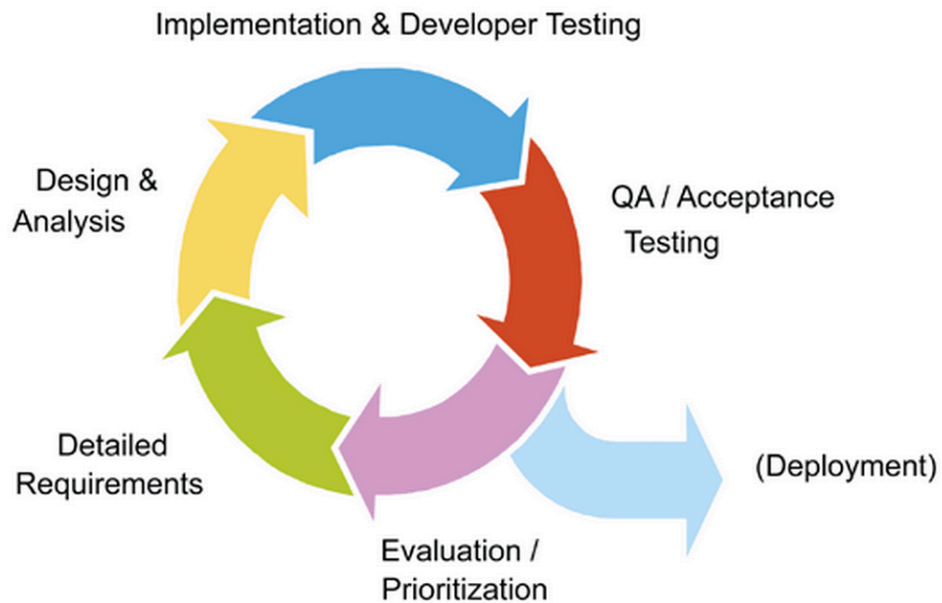 Implementation & Developer Testing
Design &
Analysis
QA / Acceptance
Testing
Detailed
Requirements
(Deployment)
Evaluation /
Prioritization